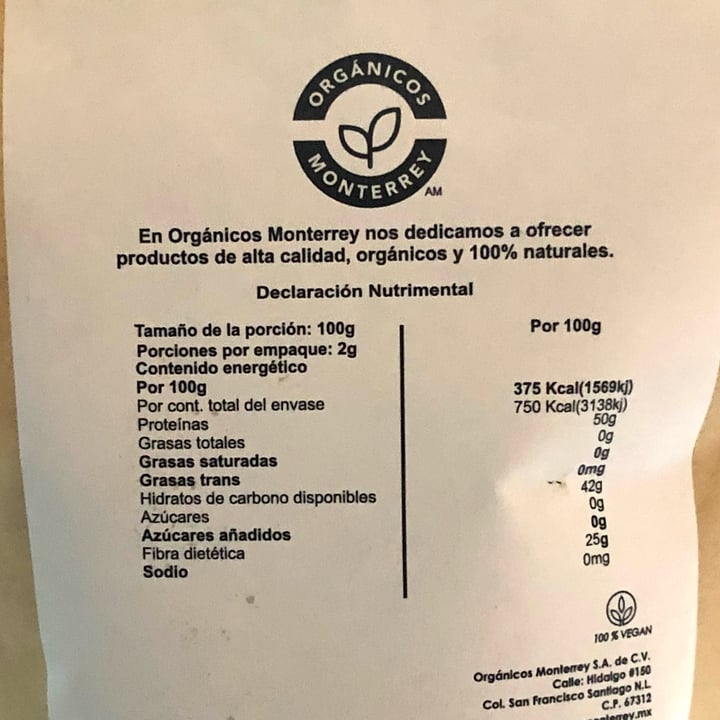 ORGÁNICOS
MONTERREY
AM
En Orgánicos Monterrey nos dedicamos a ofrecer
productos de alta calidad, orgánicos y 100% naturales.
Declaración Nutrimental
Tamaño de la porción: 100g Por 100g
Porciones por empaque: 2g
Contenido energético
Por 100g 375 Kcal(1569kj)
Por cont. total del envase 750 Kcal(3138kj)
Proteínas 50g
Grasas totales 0g
Grasas saturadas 0g
Grasas trans 0mg
Hidratos de carbono disponibles 42g
Azúcares 0g
Azúcares añadidos 0g
Fibra dietética 25g
Sodio 0mg
100 % VEGAN
Orgánicos Monterrey S.A. de C.V.
Calle: Hidalgo #150
Col. San Francisco Santiago N.L
C.P. 67312